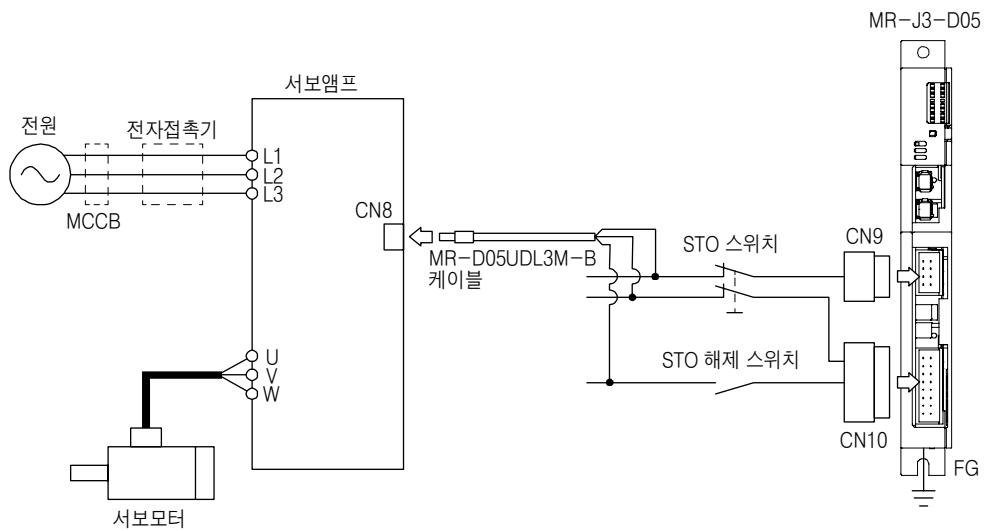 MR-J3-D05
서보앰프
전원
전자접촉기
L1
L2
L3
MCCB
CN8
MR-D05UDL3M-B
케이블
STO 스위치
CN9
STO 해제 스위치
CN10
U
V
W
서보모터
FG